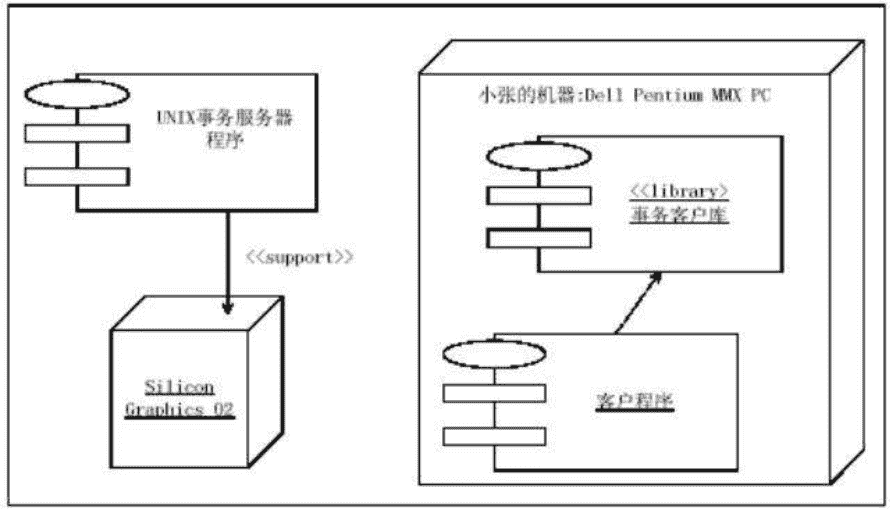 UNIX事务服务器
程序
<<support>>
Silicon
Graphics O2
小张的机器:Dell Pentium MMX PC
<<library>
事务客户库
客户程序